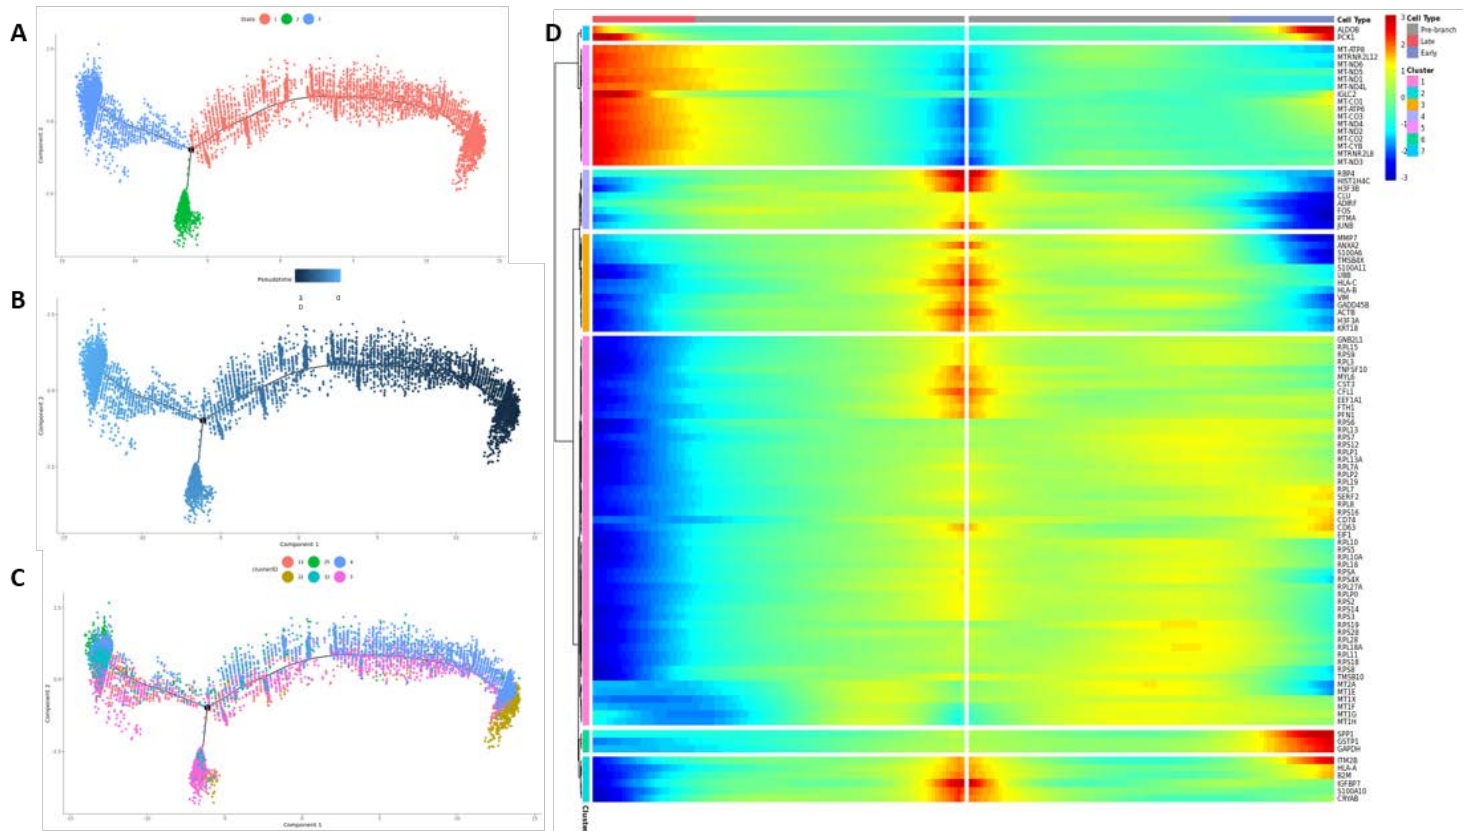 A
State 1 2 3
Component 2
B
Pseudotime
Component 2
Component 1
C
clusterID
Component 2
Component 1
D
Cell Type
ALDOB
PCK1
MT-ATP8
MTRNR2L12
MT-ND6
MT-ND5
MT-ND1
MT-ND4L
IGLC2
MT-CO1
MT-ATP6
MT-CO3
MT-ND4
MT-ND2
MT-CO2
MT-CYB
MTRNR2L8
MT-ND3
RBP4
HIST1H4C
H3F3B
CLU
ADIRF
FOS
PTMA
JUNB
MMP7
ANXA2
S100A6
TMSB4X
S100A11
UBB
HLA-C
HLA-B
VIM
GADD45B
ACTB
H3F3A
KRT18
GNB2L1
RPL15
RPS9
RPL3
TNFSF10
MYL6
CST3
CFL1
EEF1A1
FTH1
PFN1
RPS6
RPL13
RPS7
RPS12
RPLP1
RPL13A
RPL7A
RPLP2
RPL19
RPL7
SERF2
RPL8
RPS16
CD74
CD63
EIF1
RPL10
RPS5
RPL10A
RPL18
RPSA
RPS4X
RPL27A
RPLP0
RPS2
RPS14
RPS3
RPS19
RPS28
RPL28
RPL18A
RPL11
RPS18
RPS8
TMSB10
MT2A
MT1E
MT1X
MT1F
MT1G
MT1H
SPP1
GSTP1
GAPDH
ITM2B
HLA-A
B2M
IGFBP7
S100A10
CRYAB
Cluster
3
2
1
0
-1
-2
-3
Cell Type
Pre-branch
Late
Early
Cluster
1
2
3
4
5
6
7